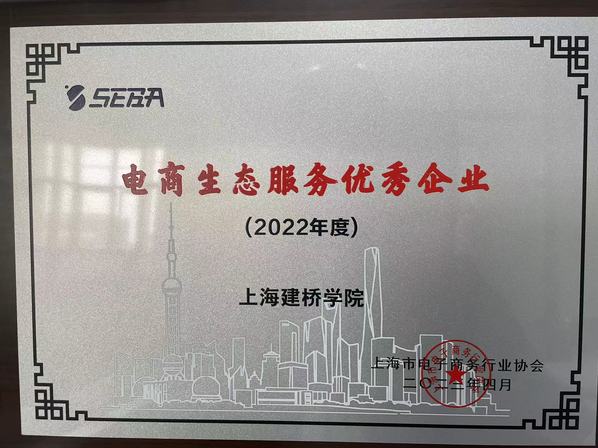 SEBA
电商生态服务优秀企业
(2022年度)
上海建桥学院
上海市电子商务行业协会
二〇二三年四月